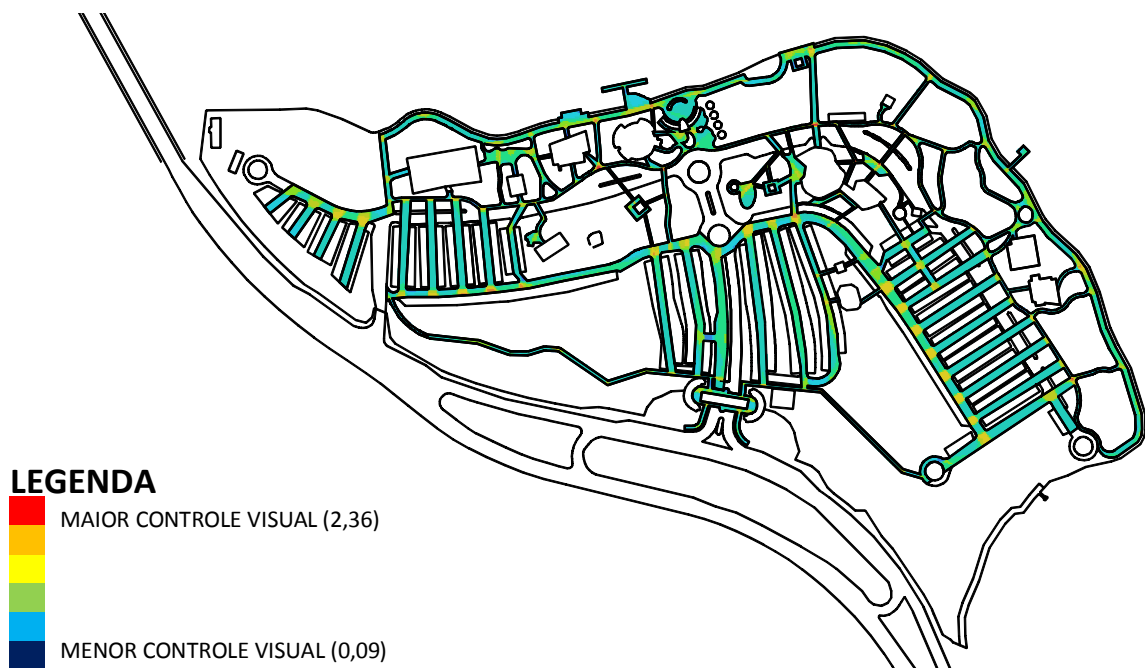 LEGENDA
MAIOR CONTROLE VISUAL (2,36)
MENOR CONTROLE VISUAL (0,09)